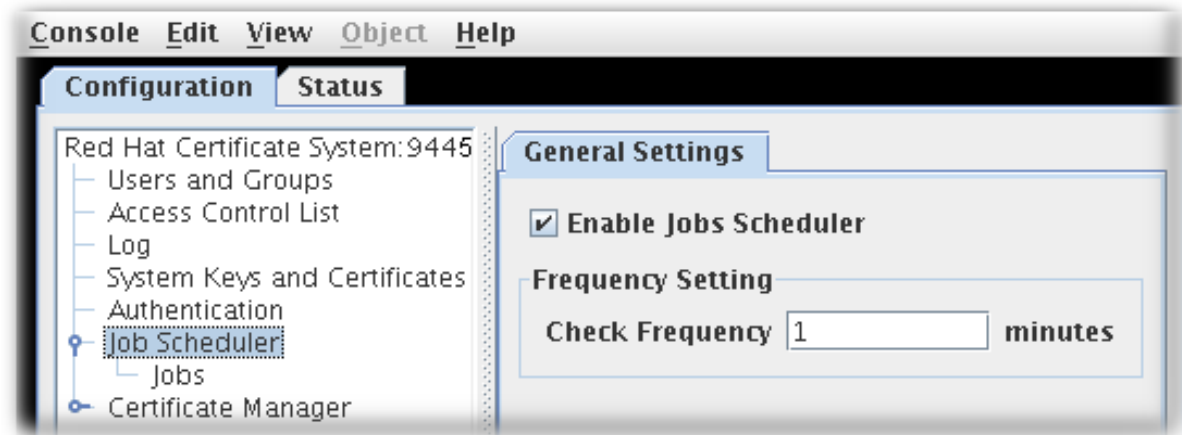 Console Edit View Object Help
Configuration Status
Red Hat Certificate System:9445
Users and Groups
Access Control List
Log
System Keys and Certificates
Authentication
Job Scheduler
Jobs
Certificate Manager
General Settings
Enable Jobs Scheduler
Frequency Setting
Check Frequency 1 minutes